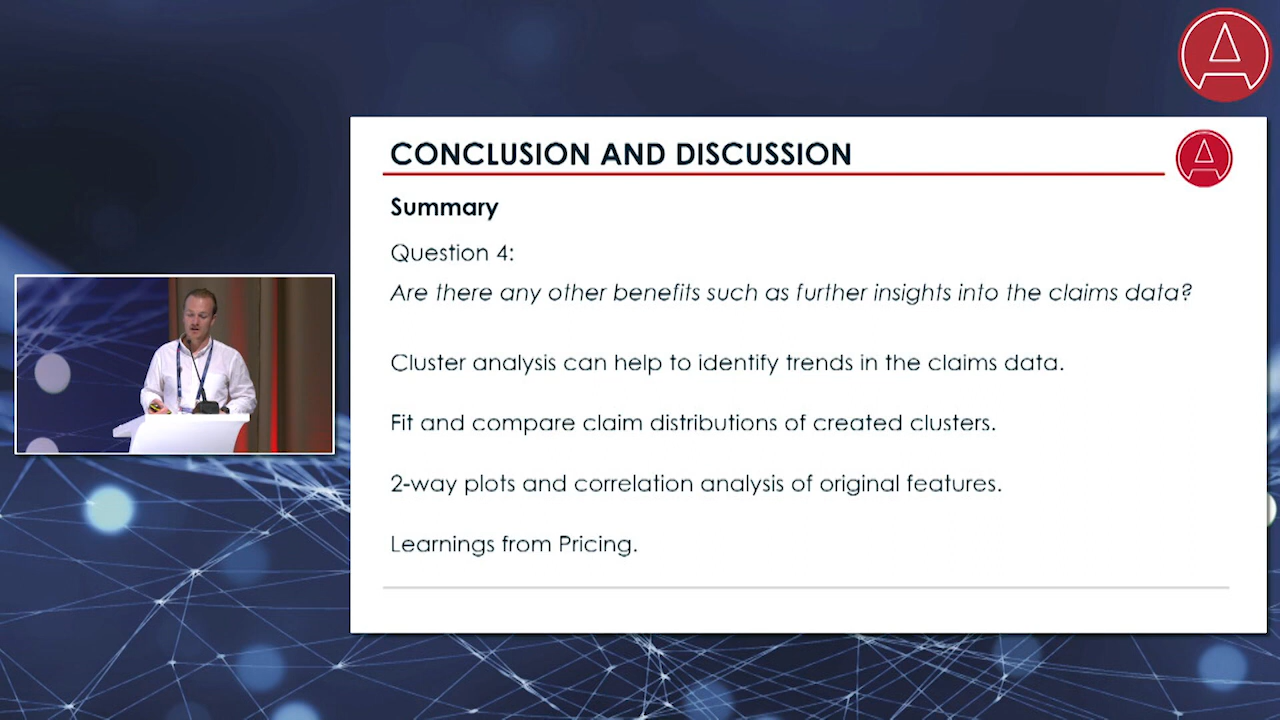 CONCLUSION AND DISCUSSION
Summary
Question 4:
Are there any other benefits such as further insights into the claims data?
Cluster analysis can help to identify trends in the claims data.
Fit and compare claim distributions of created clusters.
2-way plots and correlation analysis of original features.
Learnings from Pricing.